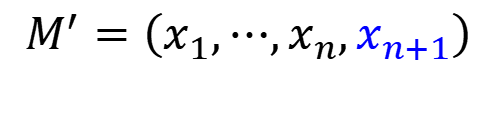 M′ = (x₁, ⋯, xₙ, xₙ₊₁)